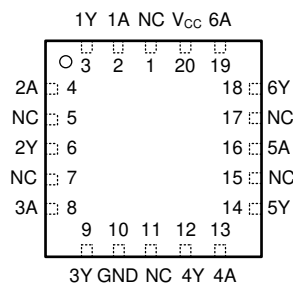 1Y 1A NC VCC 6A
3 2 1 20 19
2A 4 18 6Y
NC 5 17 NC
2Y 6 16 5A
NC 7 15 NC
3A 8 14 5Y
9 10 11 12 13
3Y GND NC 4Y 4A